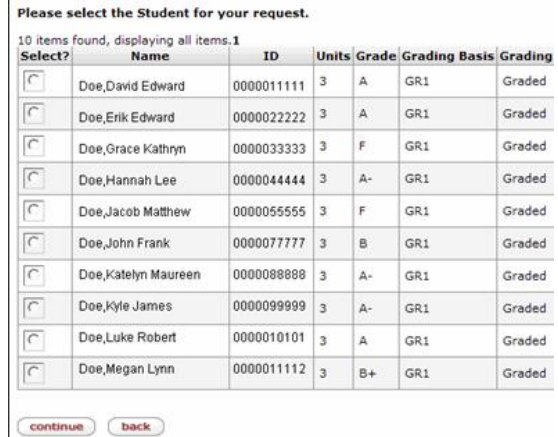 Please select the Student for your request.
10 items found, displaying all items.1
Select? Name ID Units Grade Grading Basis Grading
Doe,David Edward 0000011111 3 A GR1 Graded
Doe,Erik Edward 0000022222 3 A GR1 Graded
Doe,Grace Kathryn 0000033333 3 F GR1 Graded
Doe,Hannah Lee 0000044444 3 A- GR1 Graded
Doe,Jacob Matthew 0000055555 3 F GR1 Graded
Doe,John Frank 0000077777 3 B GR1 Graded
Doe,Katelyn Maureen 0000088888 3 A- GR1 Graded
Doe,Kyle James 0000099999 3 A- GR1 Graded
Doe,Luke Robert 0000010101 3 A GR1 Graded
Doe,Megan Lynn 0000011112 3 B+ GR1 Graded
continue back